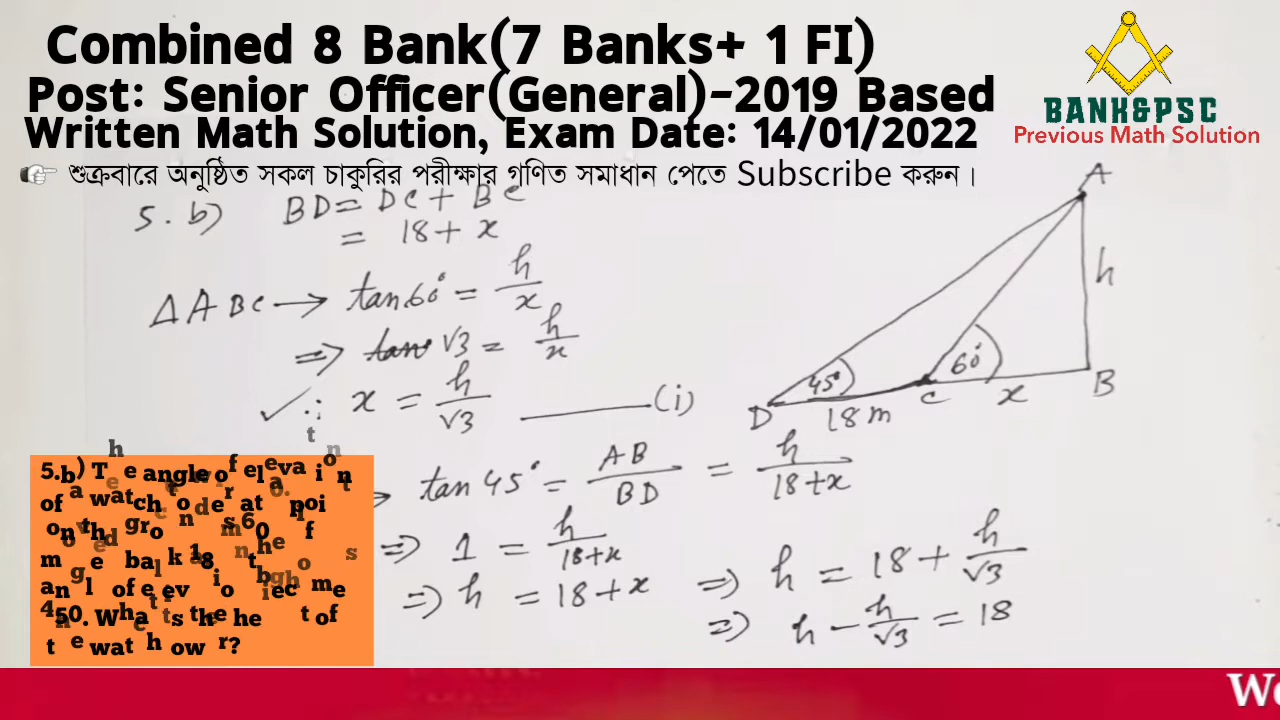 Combined 8 Bank(7 Banks+ 1 FI)
Post: Senior Officer(General)-2019 Based
Written Math Solution, Exam Date: 14/01/2022
BANK&PSC
Previous Math Solution
শুক্রবারে অনুষ্ঠিত সকল চাকুরির পরীক্ষার গণিত সমাধান পেতে Subscribe করুন।
5. b) BD = DC + BC
= 18 + x
Δ ABC → tan 60° = h/x
⇒ √3 = h/x
∴ x = h/√3 (i)
A
h
60°
45°
D
18 m
C
x
B
tan 45° = AB/BD = h/18+x
⇒ 1 = h/18+x
⇒ h = 18 + x
⇒ h = 18 + h/√3
⇒ h - h/√3 = 18
5.b)